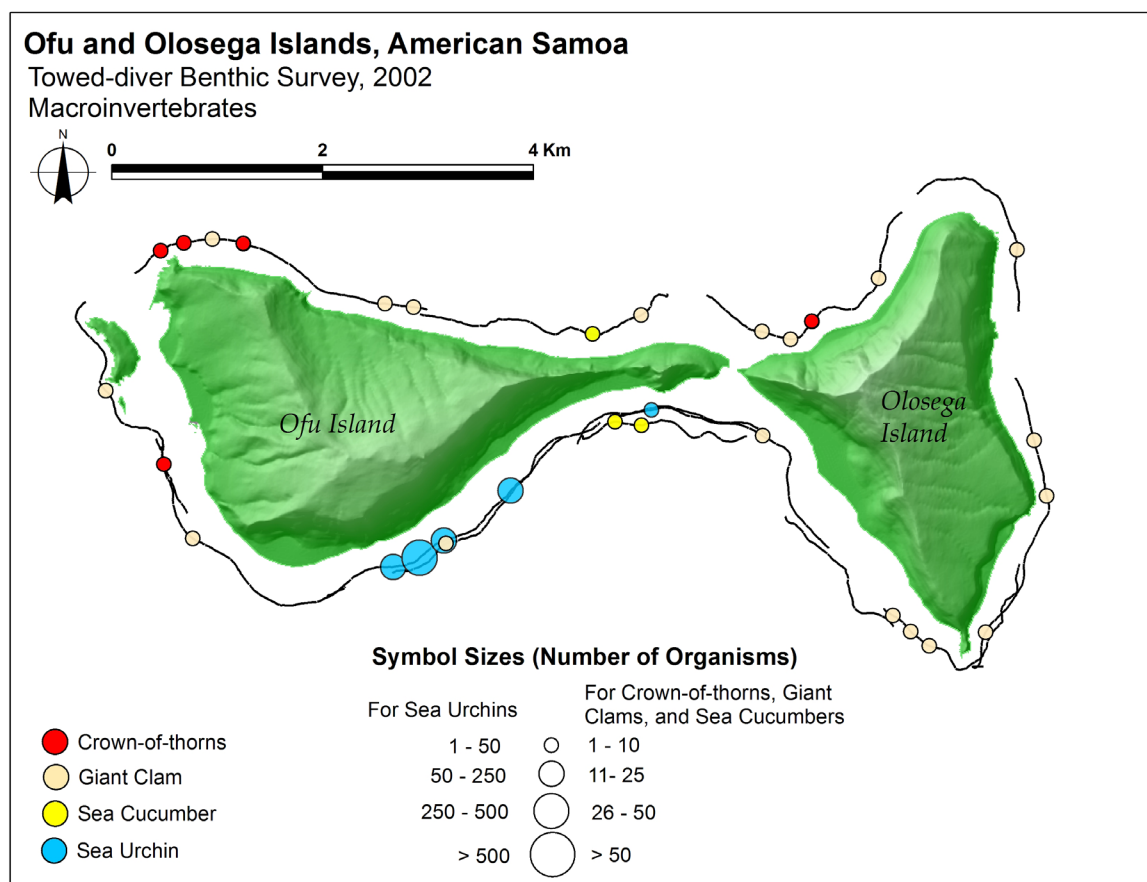 Ofu and Olosega Islands, American Samoa
Towed-diver Benthic Survey, 2002
Macroinvertebrates
N
0 2 4 Km
Ofu Island
Olosega
Island
Symbol Sizes (Number of Organisms)
For Sea Urchins
For Crown-of-thorns, Giant
Clams, and Sea Cucumbers
Crown-of-thorns
Giant Clam
Sea Cucumber
Sea Urchin
1 - 50 1 - 10
50 - 250 11- 25
250 - 500 26 - 50
> 500 > 50